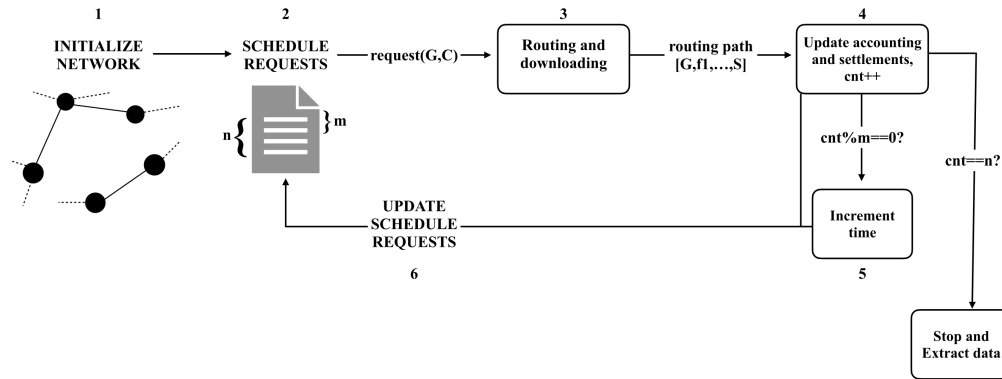 1
INITIALIZE
NETWORK
2
SCHEDULE
REQUESTS
request(G,C)
3
Routing and
downloading
routing path
[G,f1,…,S]
4
Update accounting
and settlements,
cnt++
n {
} m
cnt%m==0?
cnt==n?
UPDATE
SCHEDULE
REQUESTS
6
Increment
time
5
Stop and
Extract data